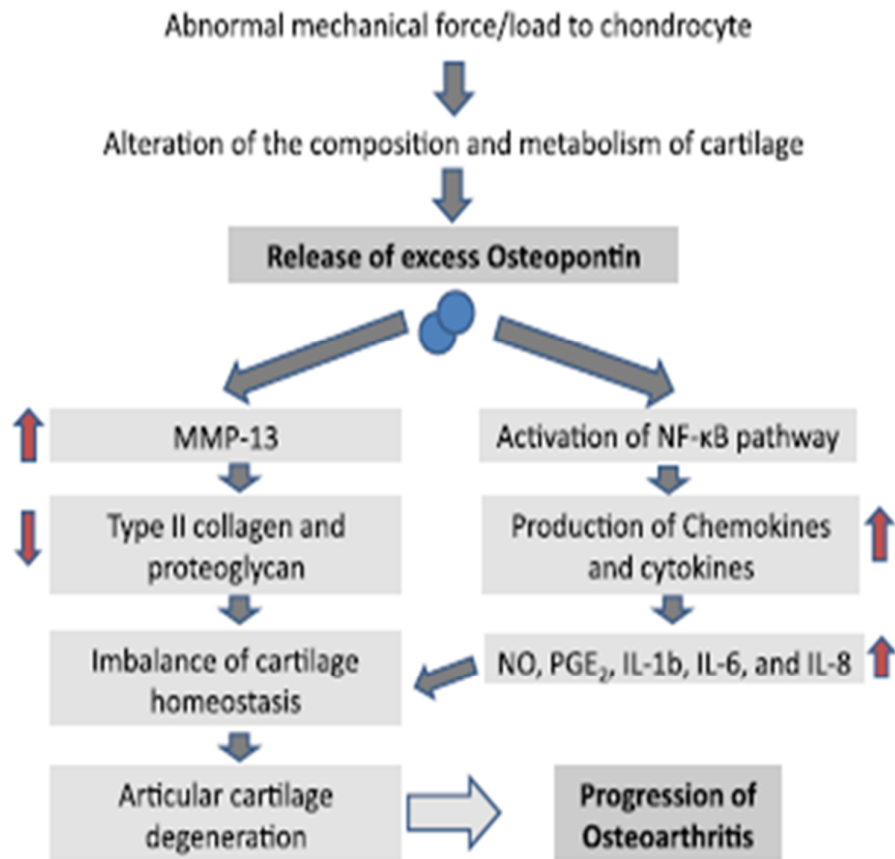 Abnormal mechanical force/load to chondrocyte
Alteration of the composition and metabolism of cartilage
Release of excess Osteopontin
MMP-13
Type II collagen and
proteoglycan
Imbalance of cartilage
homeostasis
Articular cartilage
degeneration
Activation of NF-κB pathway
Production of Chemokines
and cytokines
NO, PGE₂, IL-1b, IL-6, and IL-8
Progression of
Osteoarthritis